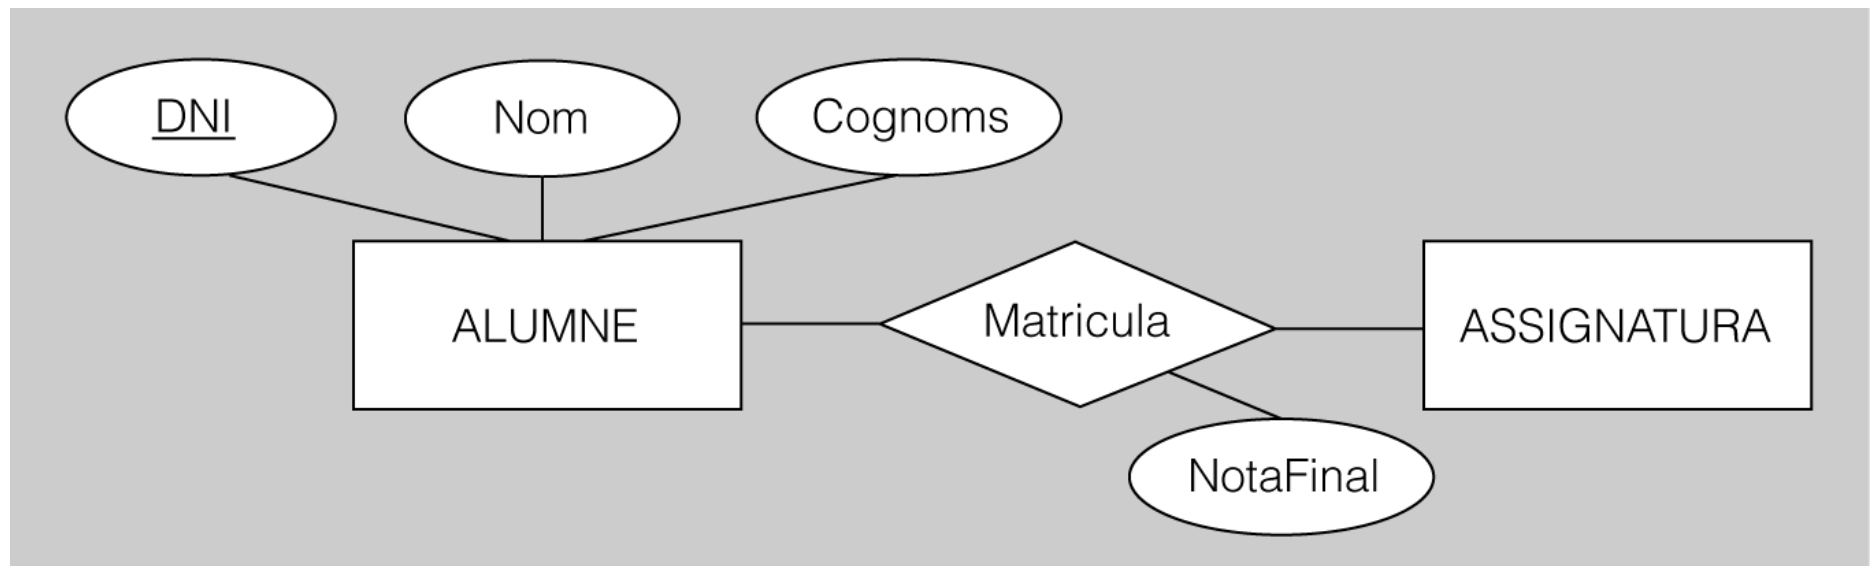 DNI
Nom
Cognoms
ALUMNE
Matricula
ASSIGNATURA
NotaFinal